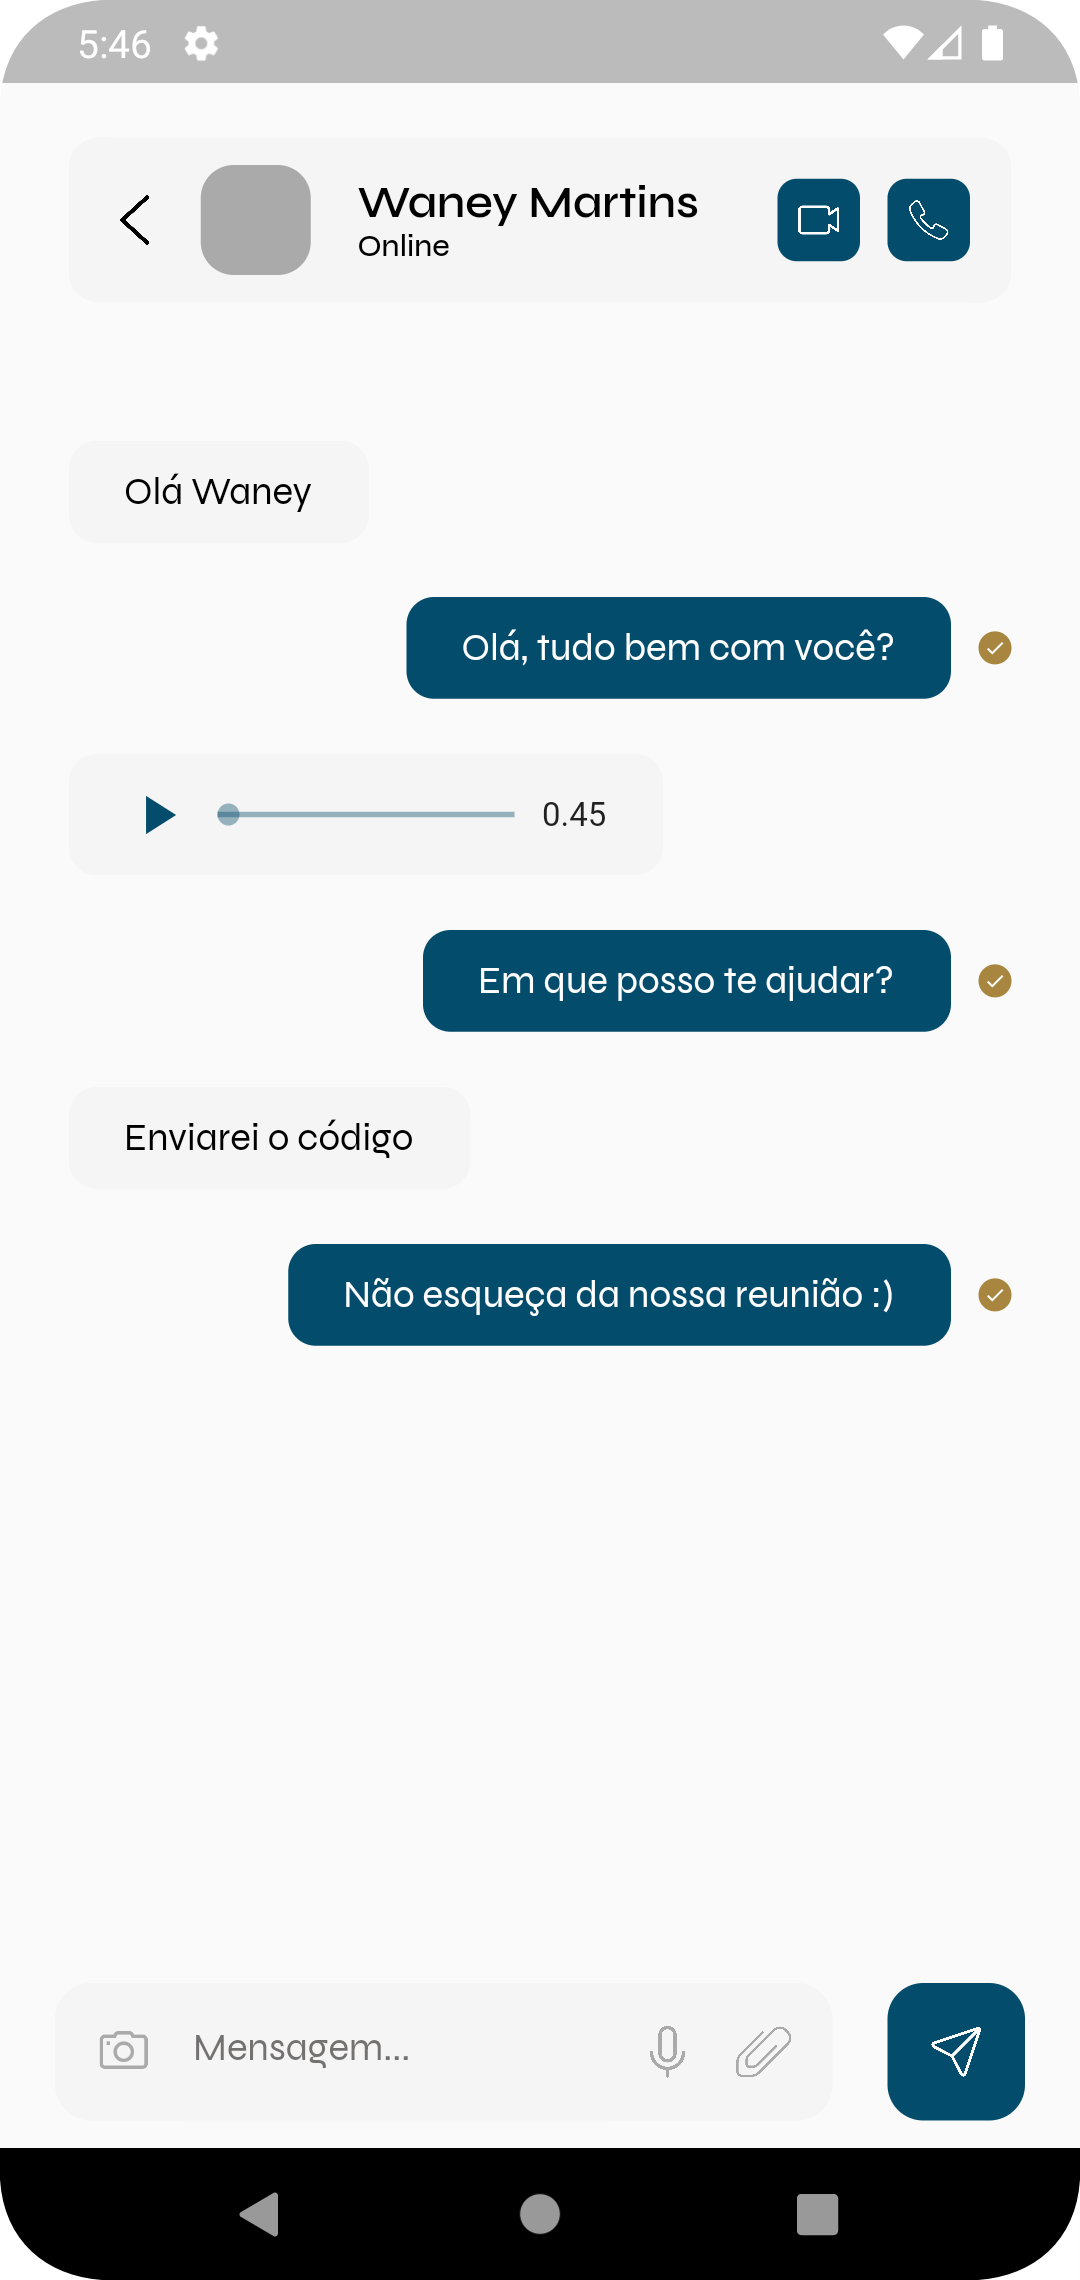 5:46
Waney Martins
Online
Olá Waney
Olá, tudo bem com você?
0.45
Em que posso te ajudar?
Enviarei o código
Não esqueça da nossa reunião :)
Mensagem...